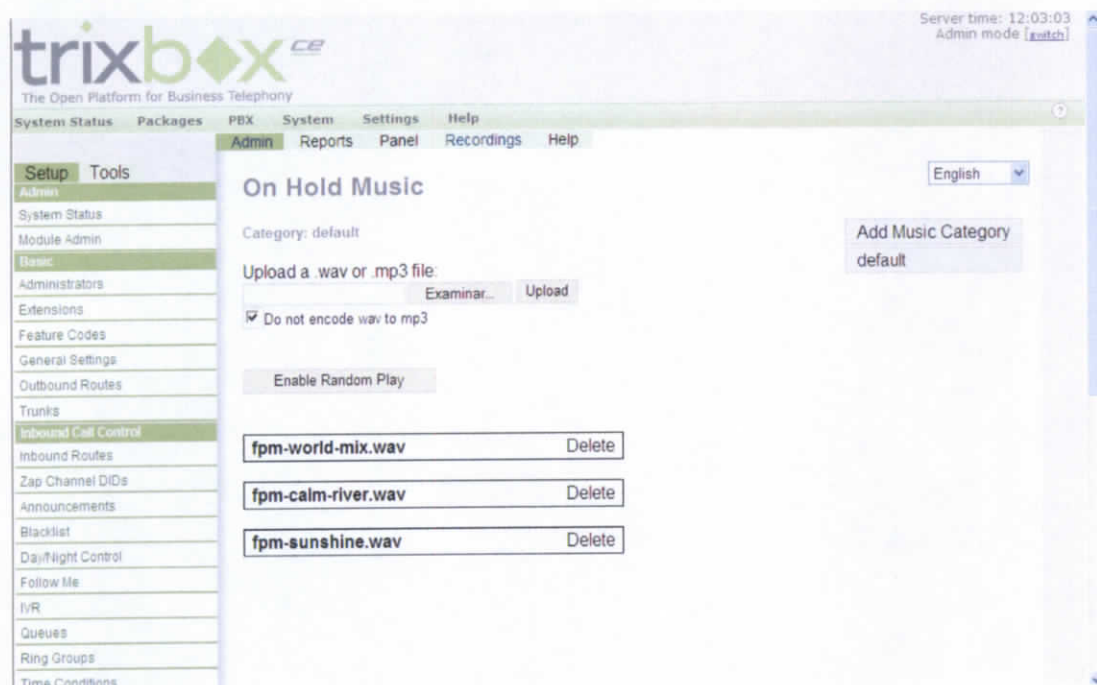 Server time: 12:03:03
Admin mode [switch]
trixbox ce
The Open Platform for Business Telephony
System Status Packages PBX System Settings Help
?
Admin Reports Panel Recordings Help
Setup Tools
Admin
System Status
Module Admin
Basic
Administrators
Extensions
Feature Codes
General Settings
Outbound Routes
Trunks
Inbound Call Control
Inbound Routes
Zap Channel DIDs
Announcements
Blacklist
Day/Night Control
Follow Me
IVR
Queues
Ring Groups
Time Conditions
English
On Hold Music
Category: default
Upload a .wav or .mp3 file:
Examinar... Upload
Do not encode wav to mp3
Enable Random Play
fpm-world-mix.wav Delete
fpm-calm-river.wav Delete
fpm-sunshine.wav Delete
Add Music Category
default